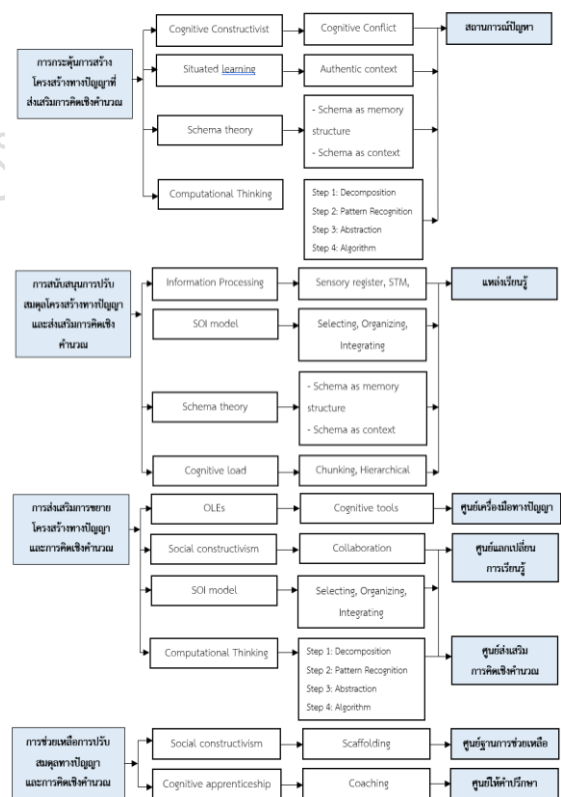 การกระตุ้นการสร้าง
โครงสร้างทางปัญญาที่
ส่งเสริมการคิดเชิงคำนวณ
Cognitive Constructivist
Cognitive Conflict
สถานการณ์ปัญหา
Situated learning
Authentic context
Schema theory
- Schema as memory
structure
- Schema as context
Computational Thinking
Step 1: Decomposition
Step 2: Pattern Recognition
Step 3: Abstraction
Step 4: Algorithm
การสนับสนุนการปรับ
สมดุลโครงสร้างทางปัญญา
และส่งเสริมการคิดเชิง
คำนวณ
Information Processing
Sensory register, STM,
แหล่งเรียนรู้
SOI model
Selecting, Organizing,
Integrating
Schema theory
- Schema as memory
structure
- Schema as context
Cognitive load
Chunking, Hierarchical
การส่งเสริมการขยาย
โครงสร้างทางปัญญา
และการคิดเชิงคำนวณ
OLEs
Cognitive tools
ศูนย์เครื่องมือทางปัญญา
Social constructivism
Collaboration
ศูนย์แลกเปลี่ยน
การเรียนรู้
SOI model
Selecting, Organizing,
Integrating
Computational Thinking
Step 1: Decomposition
Step 2: Pattern Recognition
Step 3: Abstraction
Step 4: Algorithm
ศูนย์ส่งเสริม
การคิดเชิงคำนวณ
การช่วยเหลือการปรับ
สมดุลทางปัญญา
และการคิดเชิงคำนวณ
Social constructivism
Scaffolding
ศูนย์ฐานการช่วยเหลือ
Cognitive apprenticeship
Coaching
ศูนย์ให้คำปรึกษา